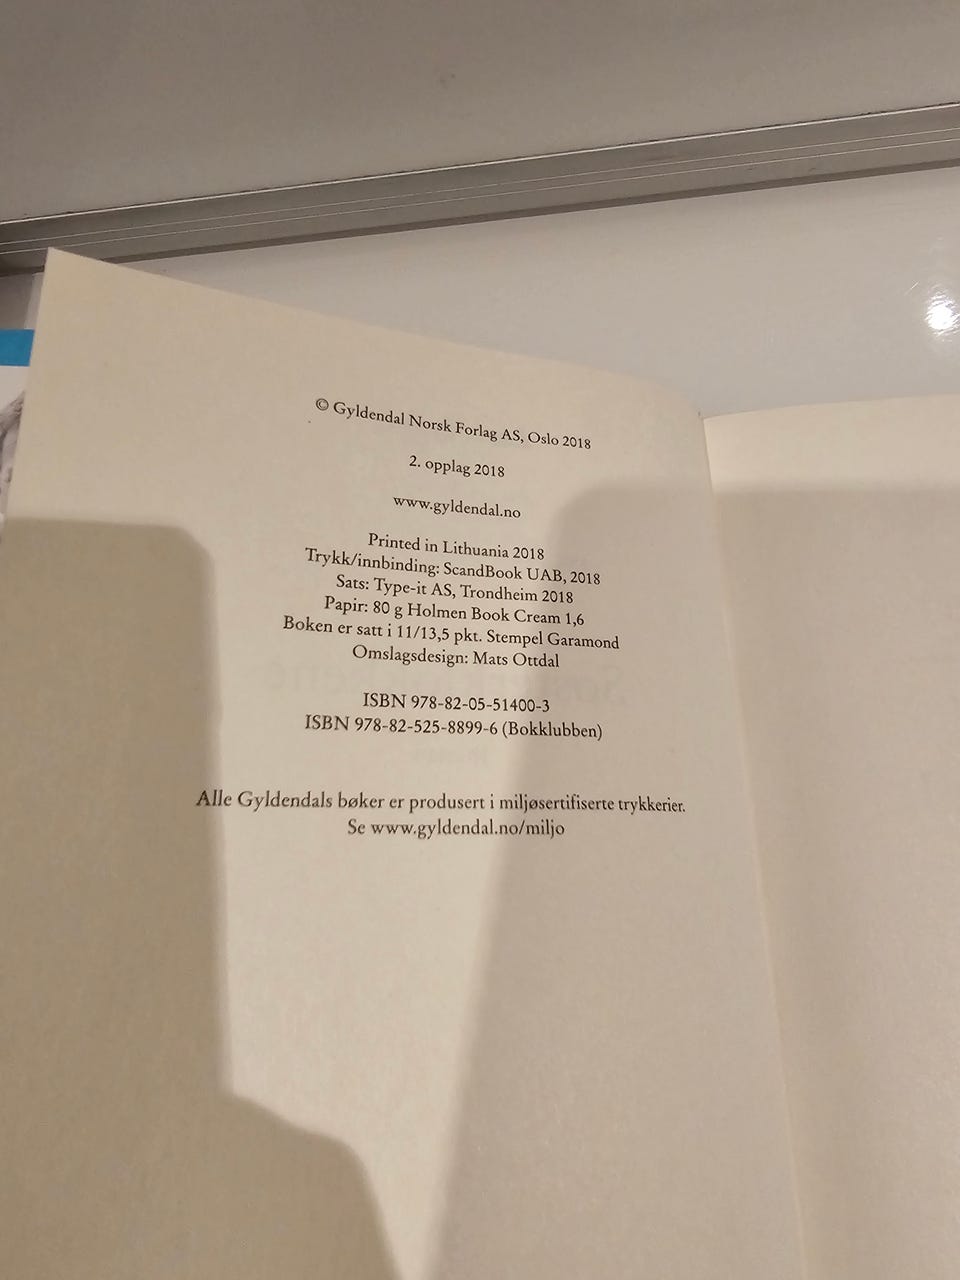 © Gyldendal Norsk Forlag AS, Oslo 2018
2. opplag 2018
www.gyldendal.no
Printed in Lithuania 2018
Trykk/innbinding: ScandBook UAB, 2018
Sats: Type-it AS, Trondheim 2018
Papir: 80 g Holmen Book Cream 1,6
Boken er satt i 11/13,5 pkt. Stempel Garamond
Omslagsdesign: Mats Ottdal
ISBN 978-82-05-51400-3
ISBN 978-82-525-8899-6 (Bokklubben)
Alle Gyldendals bøker er produsert i miljøsertifiserte trykkerier.
Se www.gyldendal.no/miljo